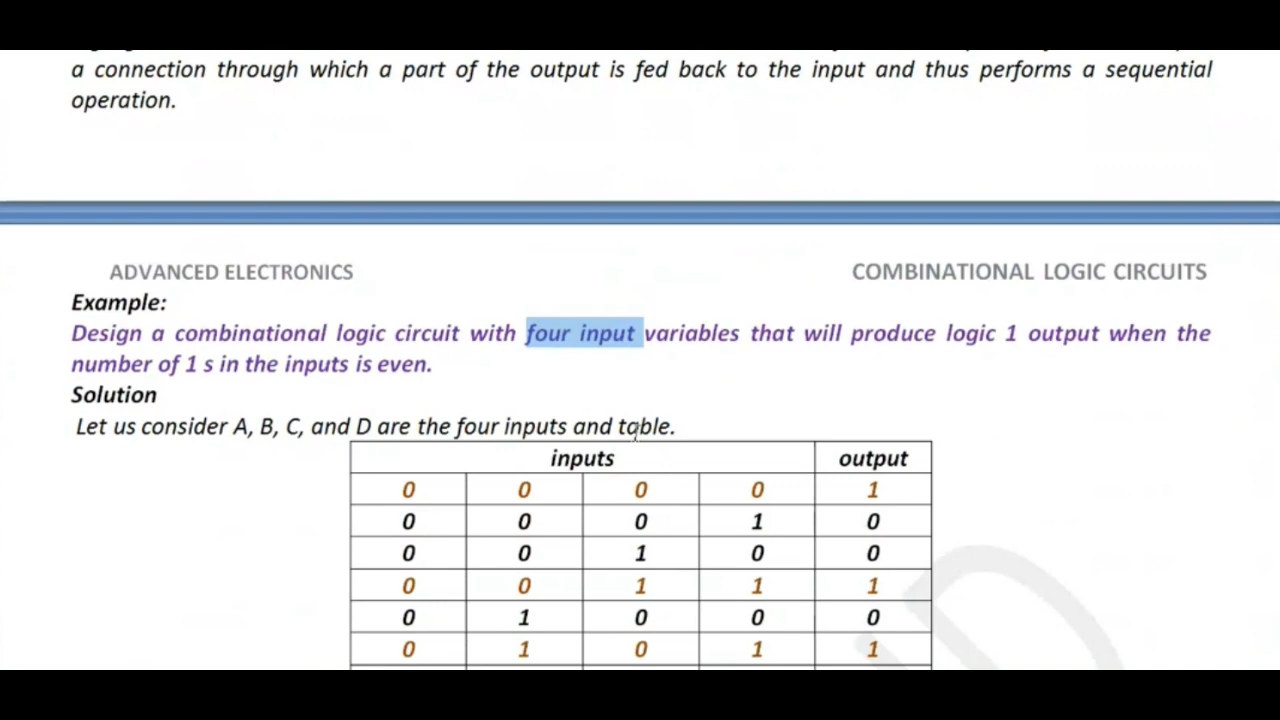 a connection through which a part of the output is fed back to the input and thus performs a sequential
operation.
ADVANCED ELECTRONICS COMBINATIONAL LOGIC CIRCUITS
Example:
Design a combinational logic circuit with four input variables that will produce logic 1 output when the
number of 1 s in the inputs is even.
Solution
Let us consider A, B, C, and D are the four inputs and table.
inputs output
0 0 0 0 1
0 0 0 1 0
0 0 1 0 0
0 0 1 1 1
0 1 0 0 0
0 1 0 1 1